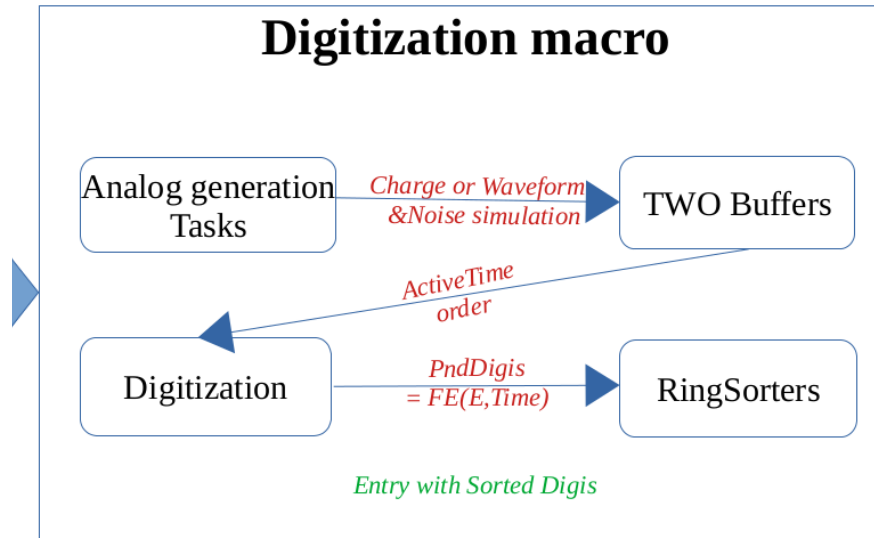 Digitization macro
Analog generation
Tasks
Charge or Waveform
&Noise simulation
TWO Buffers
ActiveTime
order
Digitization
PndDigis
= FE(E,Time)
RingSorters
Entry with Sorted Digis